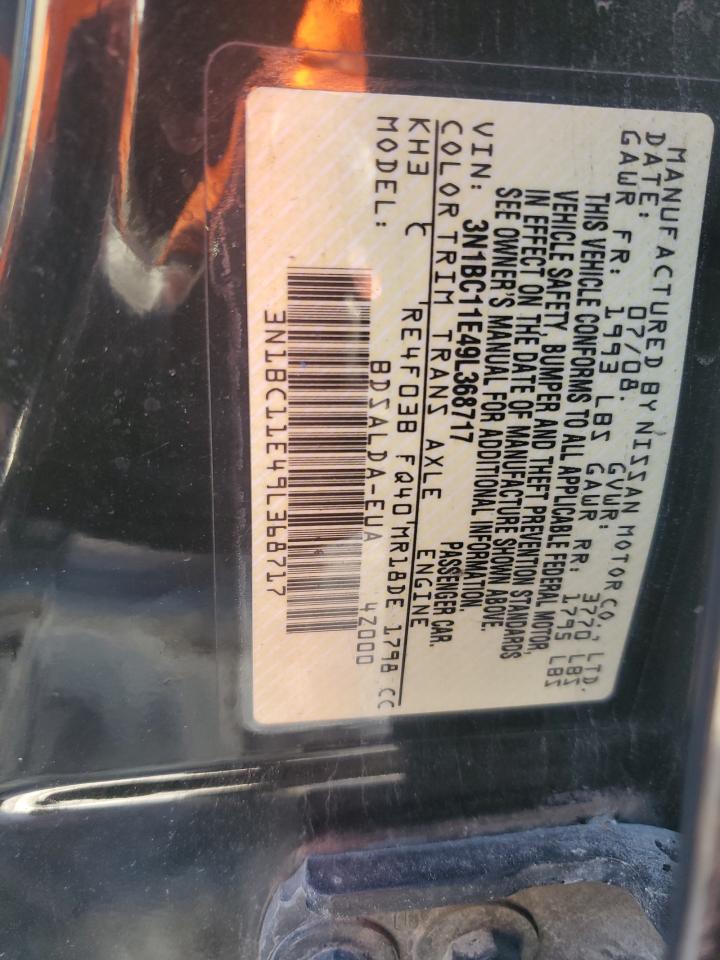 MANUFACTURED BY NISSAN MOTOR CO., LTD.
DATE: 07/08. GVWR: 3770 LBS
GAWR FR: 1993 LBS GAWR RR: 1795 LBS
THIS VEHICLE CONFORMS TO ALL APPLICABLE FEDERAL MOTOR
VEHICLE SAFETY, BUMPER AND THEFT PREVENTION STANDARDS
IN EFFECT ON THE DATE OF MANUFACTURE SHOWN ABOVE.
SEE OWNER'S MANUAL FOR ADDITIONAL INFORMATION.
VIN: 3N1BC11E49L368717 PASSENGER CAR.
COLOR TRIM TRANS AXLE ENGINE
KH3 C RE4F03B FQ40 MR18DE 1798 CC
MODEL: BDSALDA-EUA 4Z000
3N1BC11E49L368717